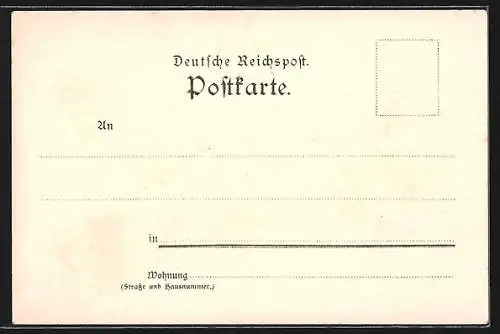 Deutsche Reichspost.
Postkarte.
An
in
Wohnung
(Straße und Hausnummer.)